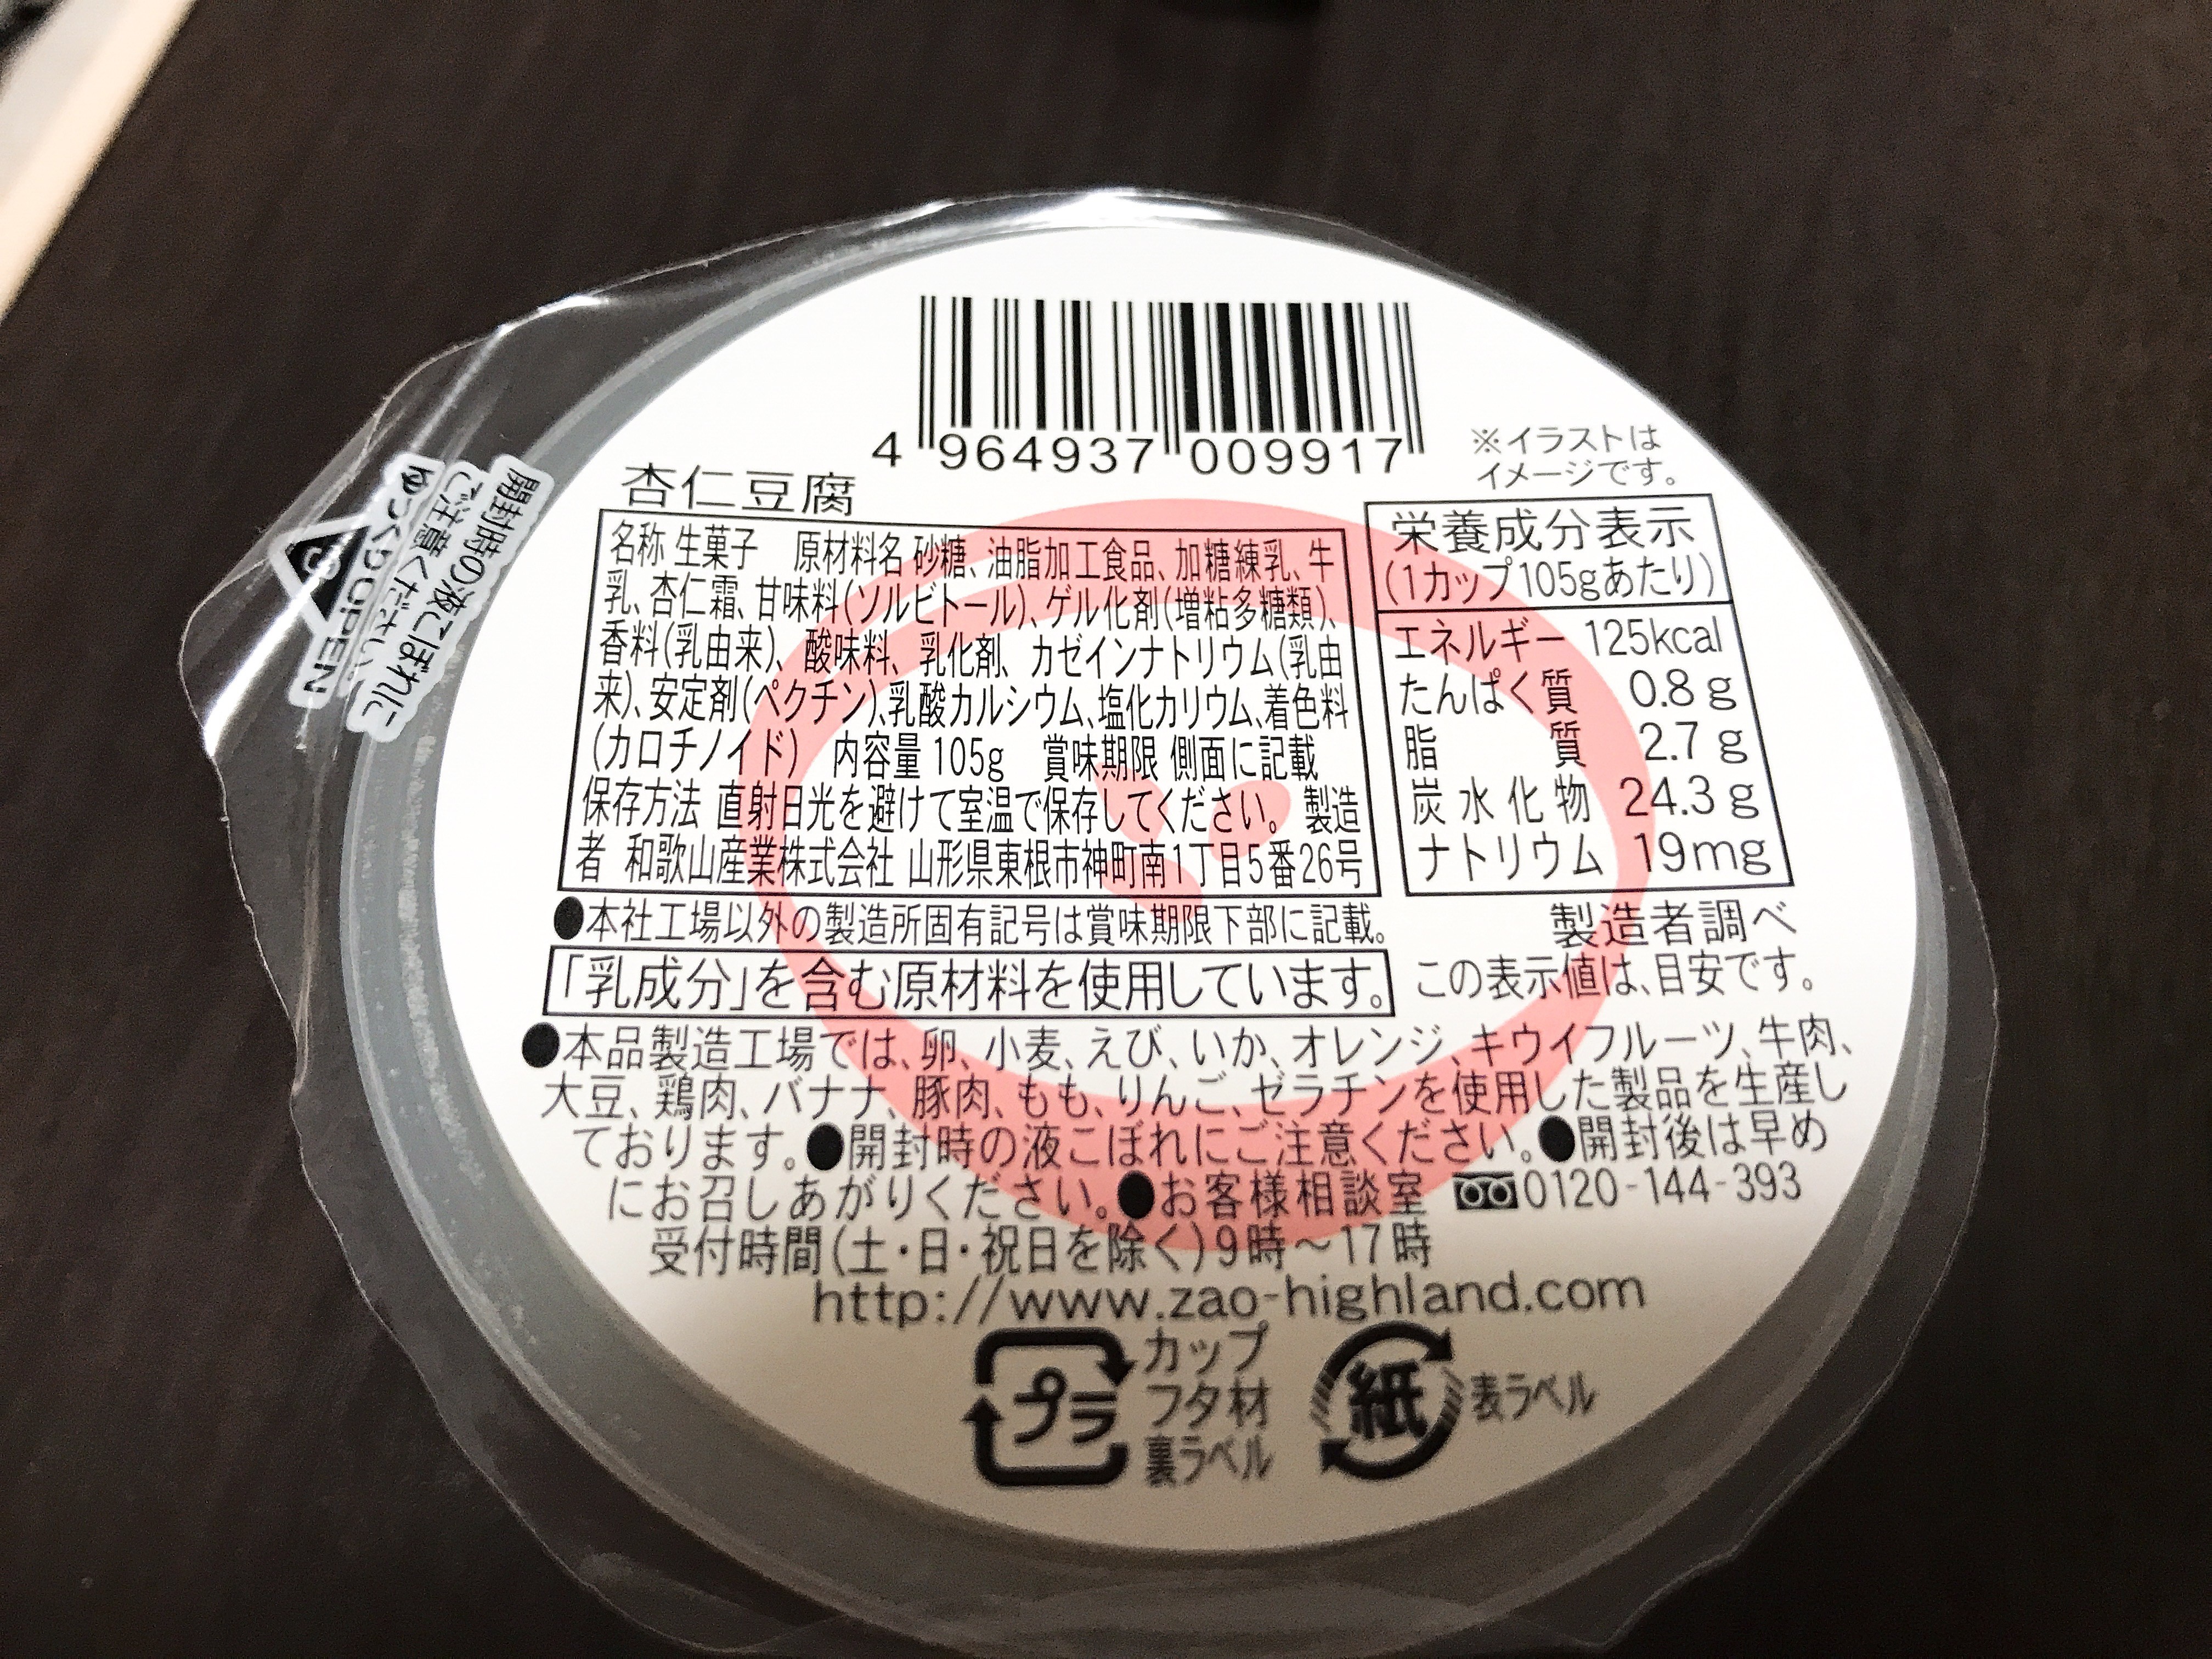 4 964937 009917
※イラストは
イメージです。
杏仁豆腐
名称 生菓子　原材料名 砂糖、油脂加工食品、加糖練乳、牛
乳、杏仁霜、甘味料(ソルビトール)、ゲル化剤(増粘多糖類)、
香料(乳由来)、酸味料、乳化剤、カゼインナトリウム(乳由
来)、安定剤(ペクチン)、乳酸カルシウム、塩化カリウム、着色料
(カロチノイド)　内容量 105g　賞味期限 側面に記載
保存方法 直射日光を避けて室温で保存してください。 製造
者 和歌山産業株式会社 山形県東根市神町南1丁目5番26号
●本社工場以外の製造所固有記号は賞味期限下部に記載。
「乳成分」を含む原材料を使用しています。
栄養成分表示
(1カップ105gあたり)
エネルギー 125kcal
たんぱく質 0.8 g
脂質 2.7 g
炭水化物 24.3 g
ナトリウム 19mg
製造者調べ
この表示値は、目安です。
●本品製造工場では、卵、小麦、えび、いか、オレンジ、キウイフルーツ、牛肉、
大豆、鶏肉、バナナ、豚肉、もも、りんご、ゼラチンを使用した製品を生産し
ております。●開封時の液こぼれにご注意ください。●開封後は早め
にお召しあがりください。●お客様相談室 0120-144-393
受付時間(土・日・祝日を除く)9時～17時
http://www.zao-highland.com
プラ
カップ
フタ材
裏ラベル
紙
表ラベル
開封時の液こぼれに
ご注意ください。
ゆっくりOPEN